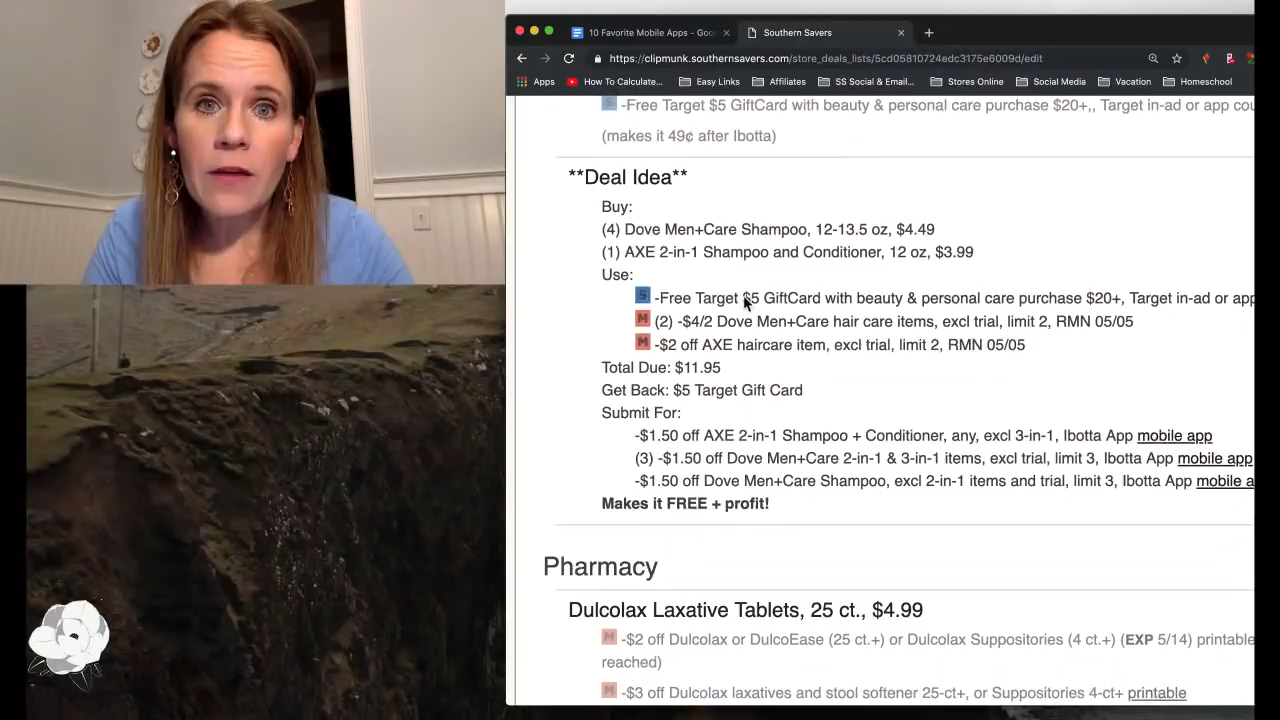 10 Favorite Mobile Apps - Goo
Southern Savers
https://clipmunk.southernsavers.com/store_deals_lists/5cd05810724edc3175e6009d/edit
Apps
How To Calculate...
Easy Links
Affiliates
SS Social & Email...
Stores Online
Social Media
Vacation
Homeschool
S -Free Target $5 GiftCard with beauty & personal care purchase $20+,, Target in-ad or app cou
(makes it 49¢ after Ibotta)
**Deal Idea**
Buy:
(4) Dove Men+Care Shampoo, 12-13.5 oz, $4.49
(1) AXE 2-in-1 Shampoo and Conditioner, 12 oz, $3.99
Use:
S -Free Target $5 GiftCard with beauty & personal care purchase $20+, Target in-ad or app
M (2) -$4/2 Dove Men+Care hair care items, excl trial, limit 2, RMN 05/05
M -$2 off AXE haircare item, excl trial, limit 2, RMN 05/05
Total Due: $11.95
Get Back: $5 Target Gift Card
Submit For:
-$1.50 off AXE 2-in-1 Shampoo + Conditioner, any, excl 3-in-1, Ibotta App mobile app
(3) -$1.50 off Dove Men+Care 2-in-1 & 3-in-1 items, excl trial, limit 3, Ibotta App mobile app
-$1.50 off Dove Men+Care Shampoo, excl 2-in-1 items and trial, limit 3, Ibotta App mobile a
Makes it FREE + profit!
Pharmacy
Dulcolax Laxative Tablets, 25 ct., $4.99
M -$2 off Dulcolax or DulcoEase (25 ct.+) or Dulcolax Suppositories (4 ct.+) (EXP 5/14) printable
reached)
M -$3 off Dulcolax laxatives and stool softener 25-ct+, or Suppositories 4-ct+ printable